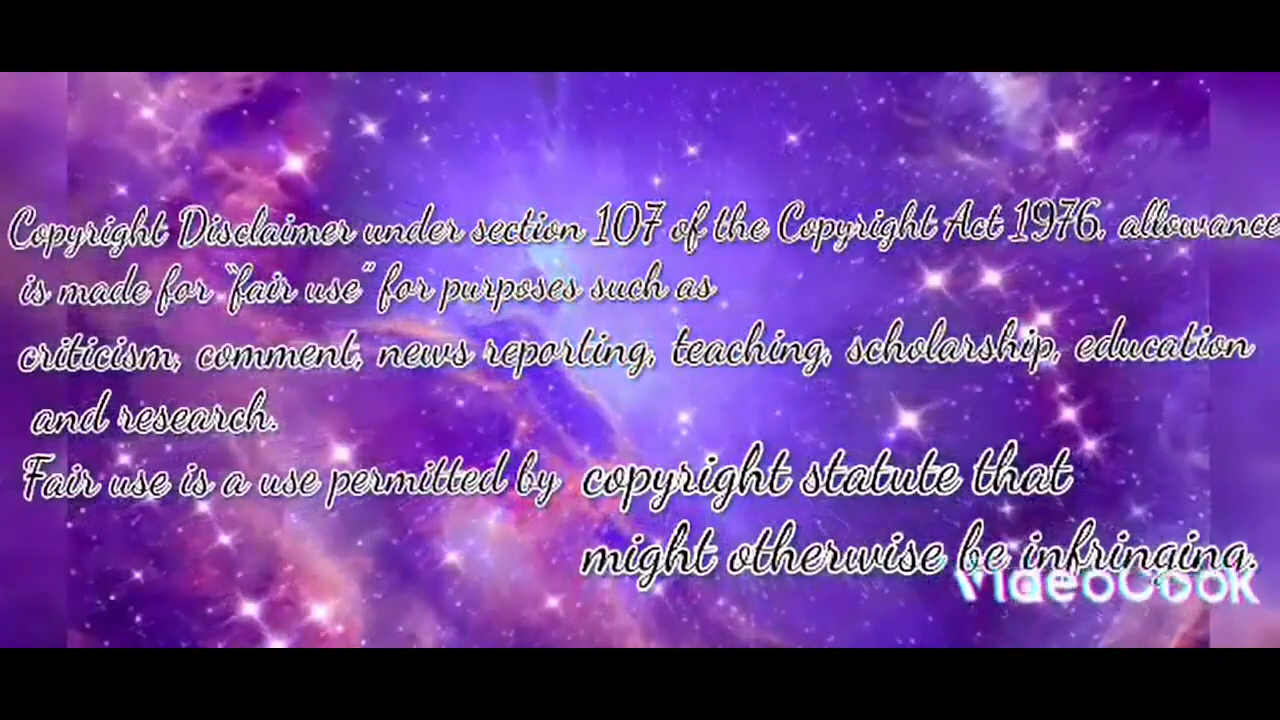 Copyright Disclaimer under section 107 of the Copyright Act 1976, allowance
is made for "fair use" for purposes such as
criticism, comment, news reporting, teaching, scholarship, education
and research.
Fair use is a use permitted by copyright statute that
might otherwise be infringing.
VideoCook